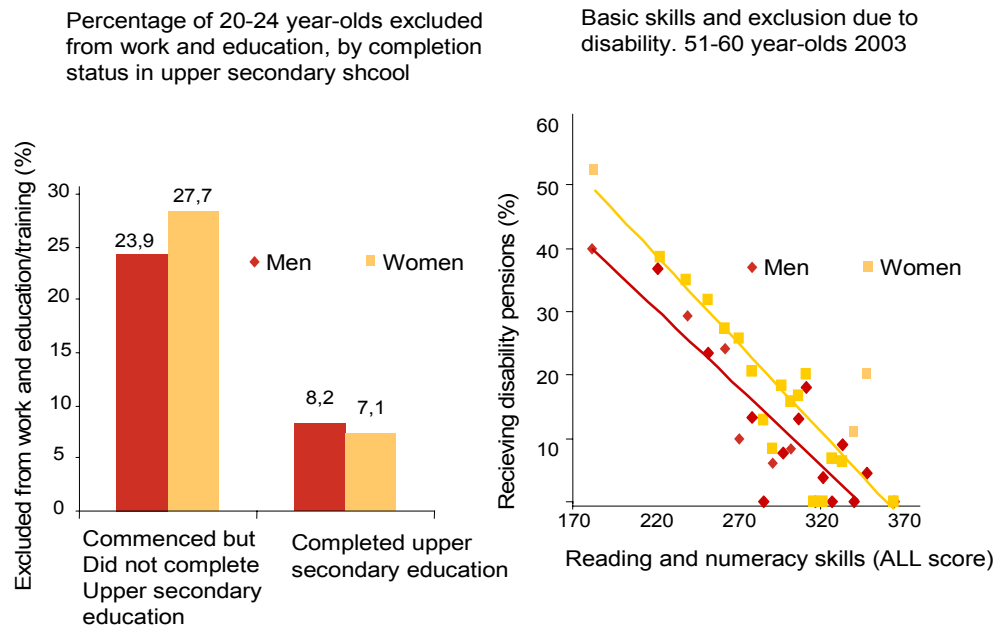 Percentage of 20-24 year-olds excluded
from work and education, by completion
status in upper secondary shcool
Excluded from work and education/training (%)
30
25
20
15
10
5
0
23,9
27,7
8,2
7,1
Men
Women
Commenced but
Did not complete
Upper secondary
education
Completed upper
secondary education
Basic skills and exclusion due to
disability. 51-60 year-olds 2003
Recieving disability pensions (%)
60
50
40
30
20
10
Men
Women
170
220
270
320
370
Reading and numeracy skills (ALL score)